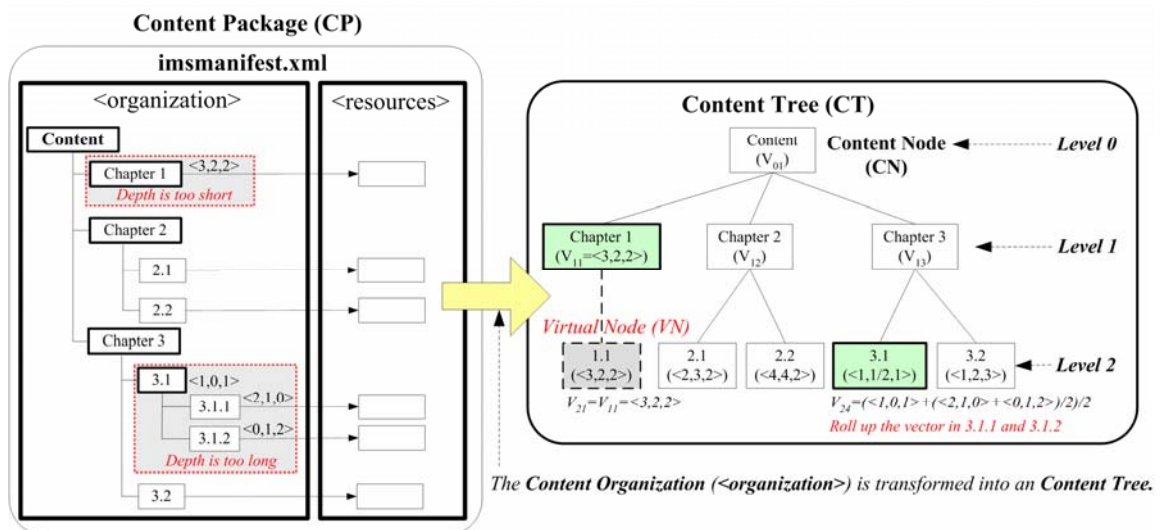 Content Package (CP)
imsmanifest.xml
<organization>
<resources>
Content
Chapter 1
<3,2,2>
Depth is too short
Chapter 2
2.1
2.2
Chapter 3
3.1
<1,0,1>
3.1.1
<2,1,0>
3.1.2
<0,1,2>
Depth is too long
3.2
Content Tree (CT)
Content
(V01)
Content Node
(CN)
Level 0
Chapter 1
(V11=<3,2,2>)
Chapter 2
(V12)
Chapter 3
(V13)
Level 1
Virtual Node (VN)
1.1
(<3,2,2>)
2.1
(<2,3,2>)
2.2
(<4,4,2>)
3.1
(<1,1/2,1>)
3.2
(<1,2,3>)
Level 2
V21=V11=<3,2,2>
V24=(<1,0,1>+(<2,1,0>+<0,1,2>)/2)/2
Roll up the vector in 3.1.1 and 3.1.2
The Content Organization (<organization>) is transformed into an Content Tree.